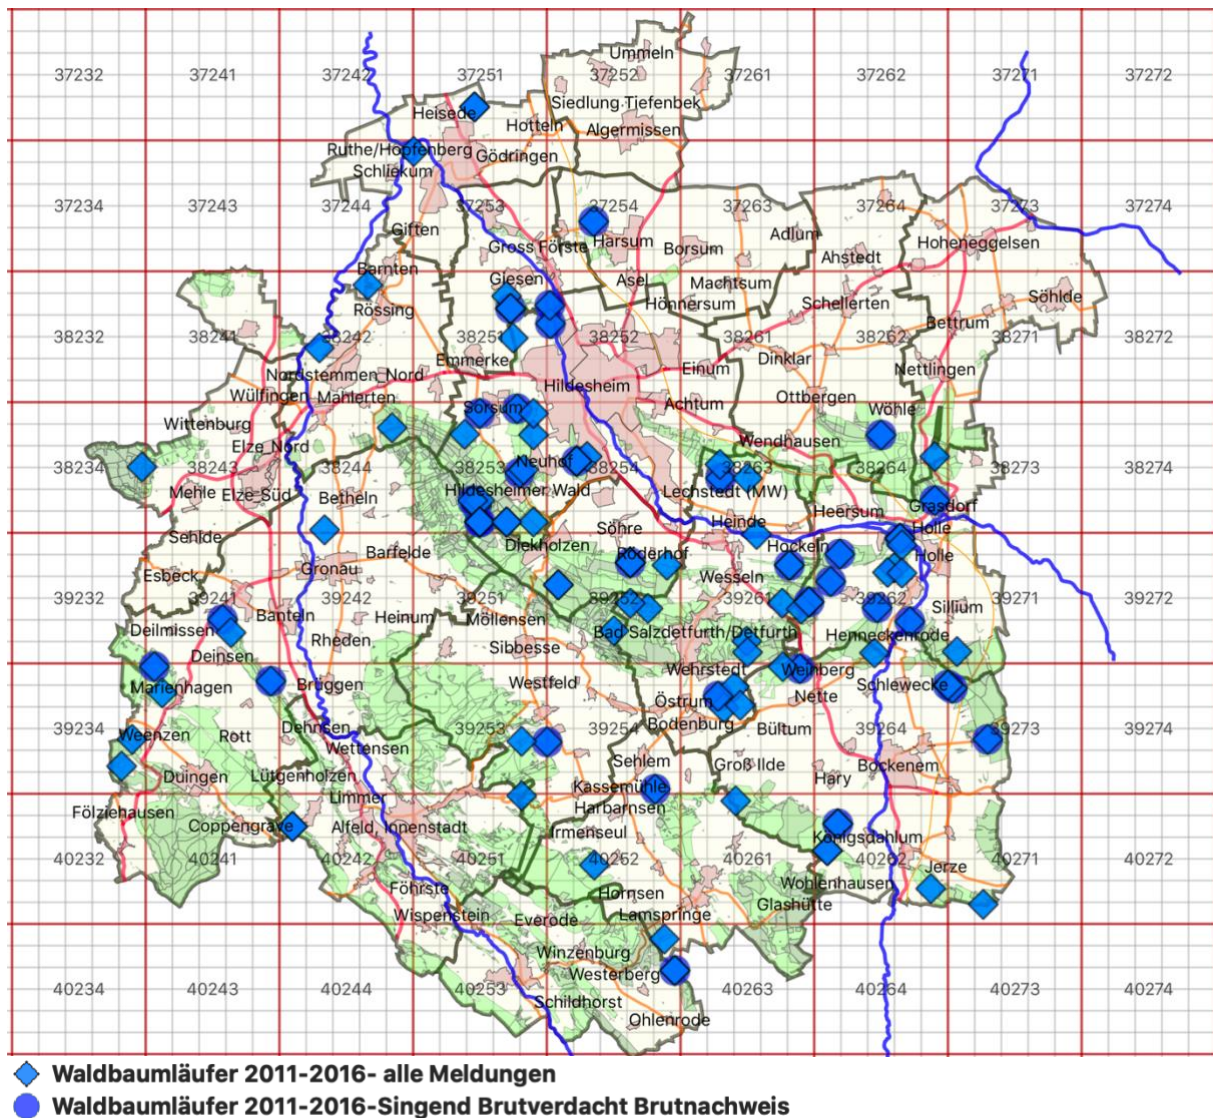 Ummeln
37232 37241 37242 37251 37252 37261 37262 37271 37272
Siedlung Tiefenbek
Heisede
Hotteln Algermissen
Ruthe/Hopfenberg
Gödringen
Schliekum
37234 37243 37244 37253 37254 37263 37264 37273 37274
Giften
Adlum
Gross Förste Harsum Borsum
Hoheneggelsen
Ahstedt
Barnten
Giesen Asel Machtsum
Rössing
Hönnersum Schellerten Söhlde
Bettrum
38232 38241 38242 38251 38252 38261 38262 38271 38272
Emmerke
Dinklar
Nordstemmen_Nord
Einum
Nettlingen
Hildesheim
Wülfingen Mahlerten
Ottbergen
Sorsum
Achtum
Wöhle
Wittenburg
Wendhausen
Elze_Nord
Neuhof
38234 38243 38244 38253 38254 38263 38264 38273 38274
Mehle Elze_Süd
Betheln
Hildesheimer Wald
Lechstedt (MW)
Grasdorf
Heersum
Söhre
Heinde
Holle
Sehlde
Diekholzen
Hockeln
Barfelde
Röderhof
Holle
Esbeck
Gronau
Wesseln
39232 39241 39242 39251 39252 39261 39262 39271 39272
Sillium
Banteln
Heinum
Möllensen
Deilmissen
Bad Salzdetfurth/Detfurth
Henneckenrode
Rheden
Sibbesse
Deinsen
Wehrstedt
Weinberg
Marienhagen
Brüggen
Westfeld
Schlewecke
Östrum
Nette
Bodenburg
Bültum
39234 39243 39244 39253 39254 39263 39264 39273 39274
Weenzen
Rott
Dehnsen
Wettensen
Sehlem
Groß Ilde
Bockenem
Duingen
Lütgenholzen
Hary
Kassemühle
Limmer
Harbarnsen
Fölziehausen
Coppengrave
Alfeld, Innenstadt
Irmenseul
Königsdahlum
40232 40241 40242 40251 40262 40261 40262 40271 40272
Jerze
Föhrste
Wohlenhausen
Hornsen
Glashütte
Wispenstein
Everode
Lamspringe
Winzenburg
Westerberg
40234 40243 40244 40253 40263 40264 40273 40274
Schildhorst
Ohlenrode
Waldbaumläufer 2011-2016- alle Meldungen
Waldbaumläufer 2011-2016-Singend Brutverdacht Brutnachweis